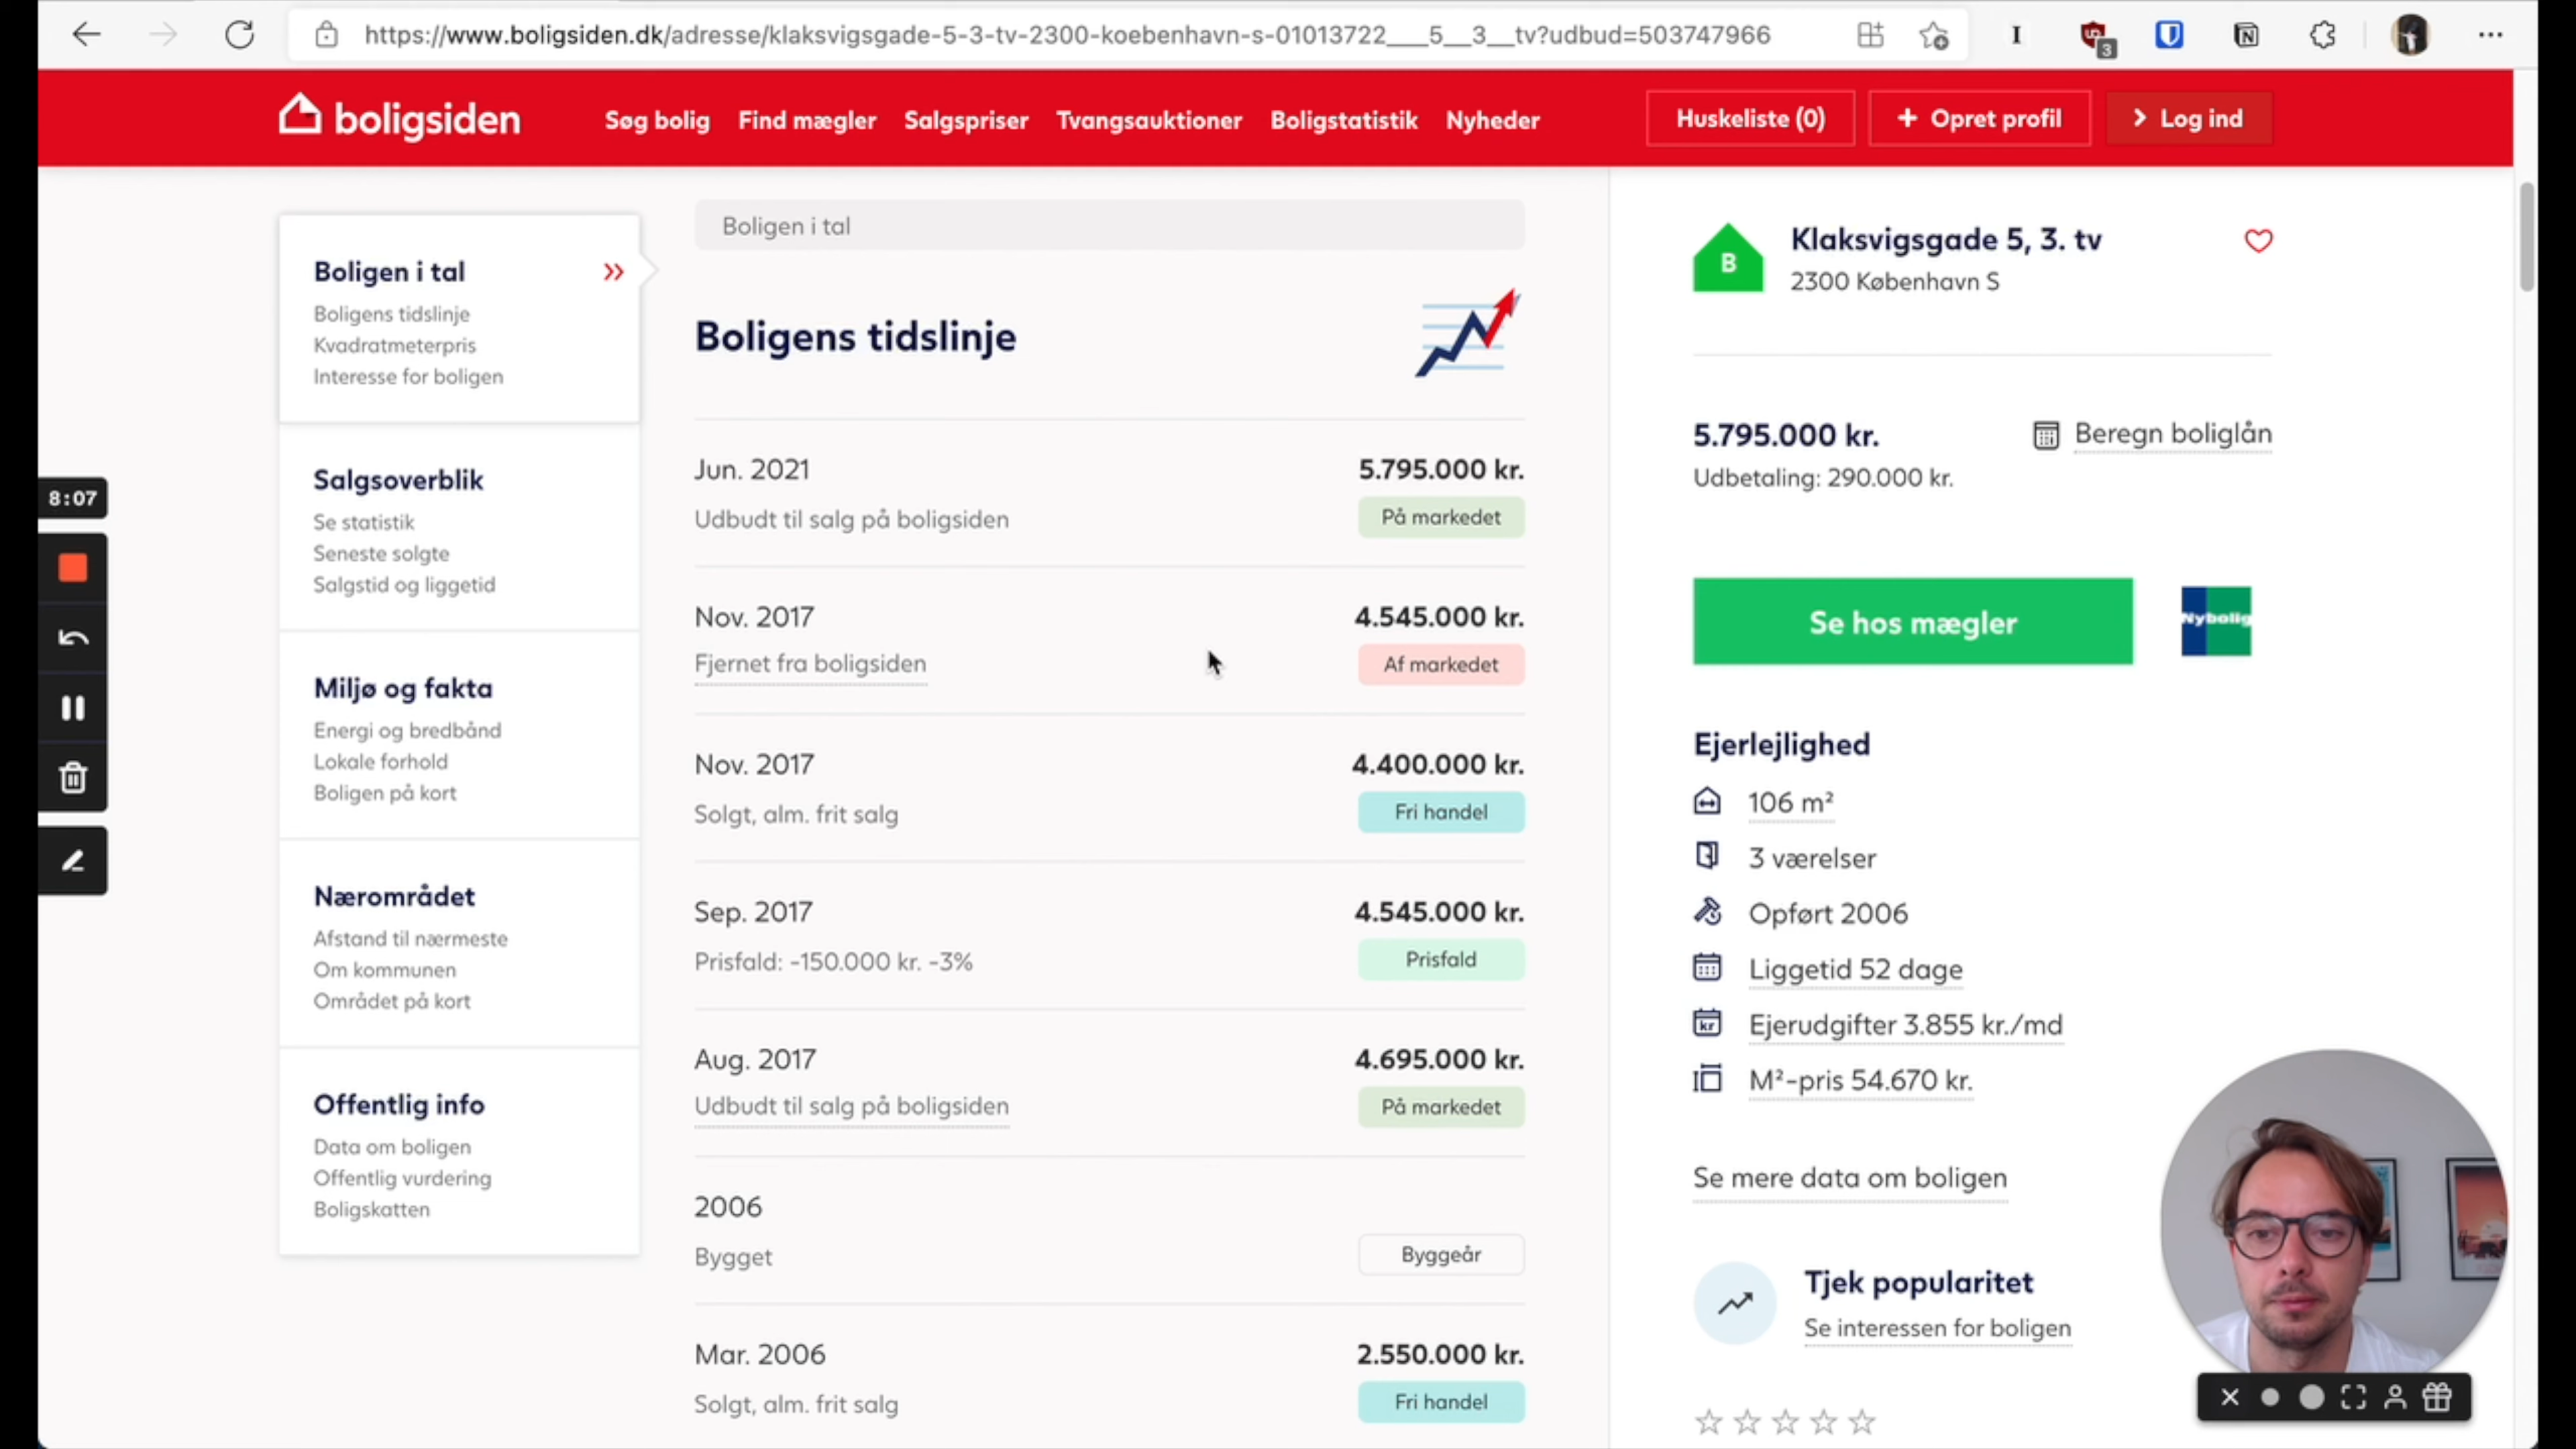 https://www.boligsiden.dk/adresse/klaksvigsgade-5-3-tv-2300-koebenhavn-s-01013722___5__3__tv?udbud=503747966
3
boligsiden
Søg bolig
Find mægler
Salgspriser
Tvangsauktioner
Boligstatistik
Nyheder
Huskeliste (0)
+ Opret profil
Log ind
Boligen i tal
Boligens tidslinje
Kvadratmeterpris
Interesse for boligen
Salgsoverblik
Se statistik
Seneste solgte
Salgstid og liggetid
Miljø og fakta
Energi og bredbånd
Lokale forhold
Boligen på kort
Nærområdet
Afstand til nærmeste
Om kommunen
Området på kort
Offentlig info
Data om boligen
Offentlig vurdering
Boligskatten
8:07
Boligen i tal
Boligens tidslinje
Jun. 2021 5.795.000 kr.
Udbudt til salg på boligsiden På markedet
Nov. 2017 4.545.000 kr.
Fjernet fra boligsiden Af markedet
Nov. 2017 4.400.000 kr.
Solgt, alm. frit salg Fri handel
Sep. 2017 4.545.000 kr.
Prisfald: -150.000 kr. -3% Prisfald
Aug. 2017 4.695.000 kr.
Udbudt til salg på boligsiden På markedet
2006
Bygget Byggeår
Mar. 2006 2.550.000 kr.
Solgt, alm. frit salg Fri handel
B
Klaksvigsgade 5, 3. tv
2300 København S
5.795.000 kr. Beregn boliglån
Udbetaling: 290.000 kr.
Se hos mægler
Nybolig
Ejerlejlighed
106 m²
3 værelser
Opført 2006
Liggetid 52 dage
kr Ejerudgifter 3.855 kr./md
M²-pris 54.670 kr.
Se mere data om boligen
Tjek popularitet
Se interessen for boligen